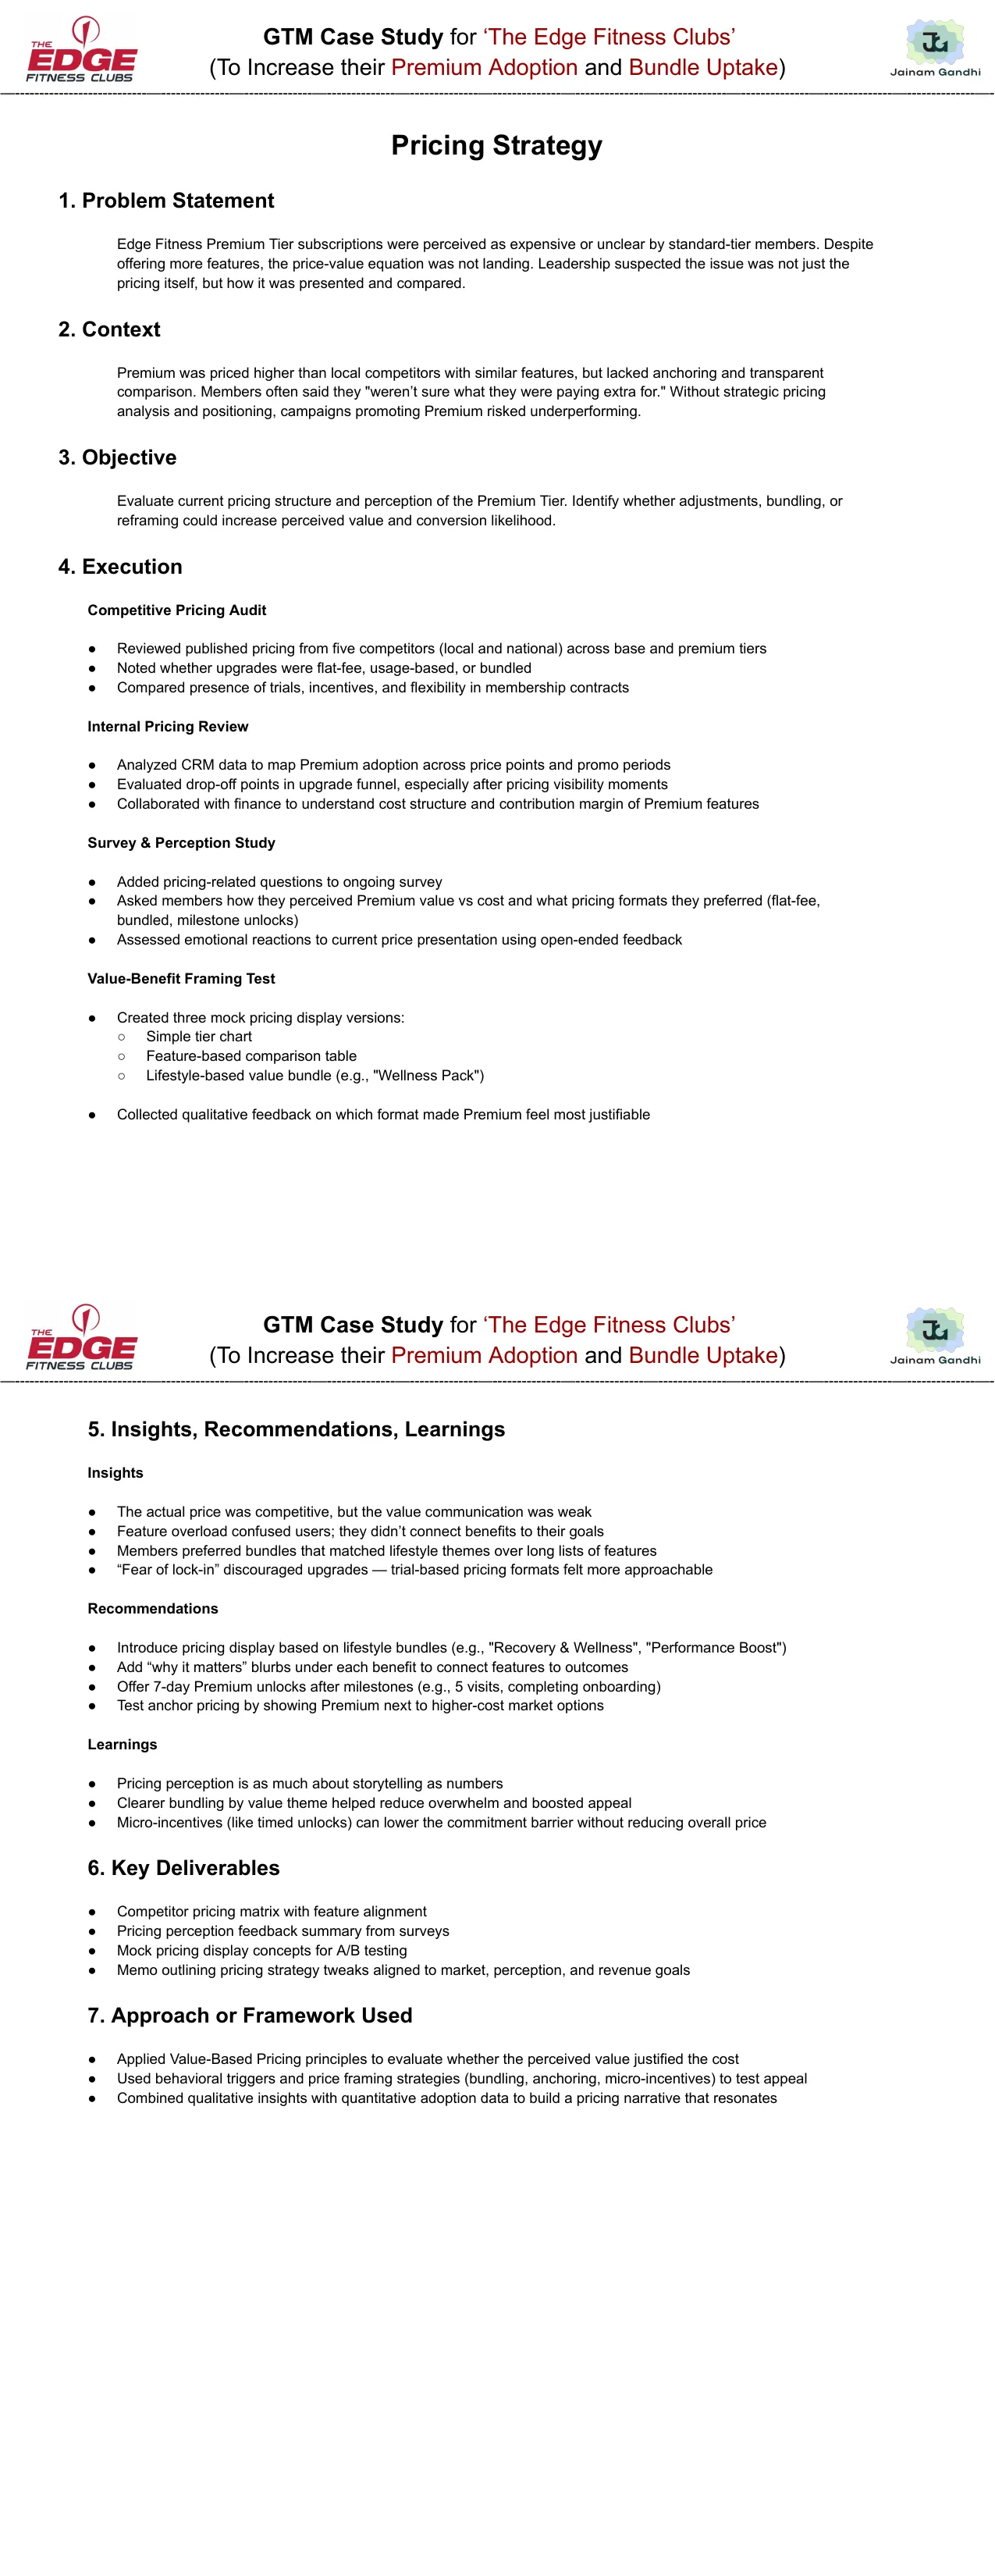 THE
EDGE
FITNESS CLUBS
GTM Case Study for ‘The Edge Fitness Clubs’
(To Increase their Premium Adoption and Bundle Uptake)
JG
Jainam Gandhi
Pricing Strategy
1. Problem Statement
Edge Fitness Premium Tier subscriptions were perceived as expensive or unclear by standard-tier members. Despite
offering more features, the price-value equation was not landing. Leadership suspected the issue was not just the
pricing itself, but how it was presented and compared.
2. Context
Premium was priced higher than local competitors with similar features, but lacked anchoring and transparent
comparison. Members often said they "weren’t sure what they were paying extra for." Without strategic pricing
analysis and positioning, campaigns promoting Premium risked underperforming.
3. Objective
Evaluate current pricing structure and perception of the Premium Tier. Identify whether adjustments, bundling, or
reframing could increase perceived value and conversion likelihood.
4. Execution
Competitive Pricing Audit
● Reviewed published pricing from five competitors (local and national) across base and premium tiers
● Noted whether upgrades were flat-fee, usage-based, or bundled
● Compared presence of trials, incentives, and flexibility in membership contracts
Internal Pricing Review
● Analyzed CRM data to map Premium adoption across price points and promo periods
● Evaluated drop-off points in upgrade funnel, especially after pricing visibility moments
● Collaborated with finance to understand cost structure and contribution margin of Premium features
Survey & Perception Study
● Added pricing-related questions to ongoing survey
● Asked members how they perceived Premium value vs cost and what pricing formats they preferred (flat-fee,
bundled, milestone unlocks)
● Assessed emotional reactions to current price presentation using open-ended feedback
Value-Benefit Framing Test
● Created three mock pricing display versions:
○ Simple tier chart
○ Feature-based comparison table
○ Lifestyle-based value bundle (e.g., "Wellness Pack")
● Collected qualitative feedback on which format made Premium feel most justifiable
THE
EDGE
FITNESS CLUBS
GTM Case Study for ‘The Edge Fitness Clubs’
(To Increase their Premium Adoption and Bundle Uptake)
JG
Jainam Gandhi
5. Insights, Recommendations, Learnings
Insights
● The actual price was competitive, but the value communication was weak
● Feature overload confused users; they didn’t connect benefits to their goals
● Members preferred bundles that matched lifestyle themes over long lists of features
● “Fear of lock-in” discouraged upgrades — trial-based pricing formats felt more approachable
Recommendations
● Introduce pricing display based on lifestyle bundles (e.g., "Recovery & Wellness", "Performance Boost")
● Add “why it matters” blurbs under each benefit to connect features to outcomes
● Offer 7-day Premium unlocks after milestones (e.g., 5 visits, completing onboarding)
● Test anchor pricing by showing Premium next to higher-cost market options
Learnings
● Pricing perception is as much about storytelling as numbers
● Clearer bundling by value theme helped reduce overwhelm and boosted appeal
● Micro-incentives (like timed unlocks) can lower the commitment barrier without reducing overall price
6. Key Deliverables
● Competitor pricing matrix with feature alignment
● Pricing perception feedback summary from surveys
● Mock pricing display concepts for A/B testing
● Memo outlining pricing strategy tweaks aligned to market, perception, and revenue goals
7. Approach or Framework Used
● Applied Value-Based Pricing principles to evaluate whether the perceived value justified the cost
● Used behavioral triggers and price framing strategies (bundling, anchoring, micro-incentives) to test appeal
● Combined qualitative insights with quantitative adoption data to build a pricing narrative that resonates